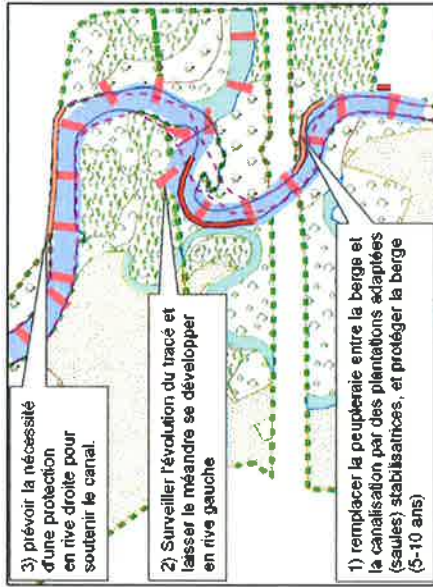 3) prévoir la nécessité
d'une protection
en rive droite pour
soutenir le canal.
2) Surveiller l'évolution du tracé et
laisser le méandre se développer
en rive gauche
1) remplacer la peupleraie entre la berge et
la canalisation par des plantations adaptées
(saules) stabilisatrices, et protéger la berge
(5-10 ans)